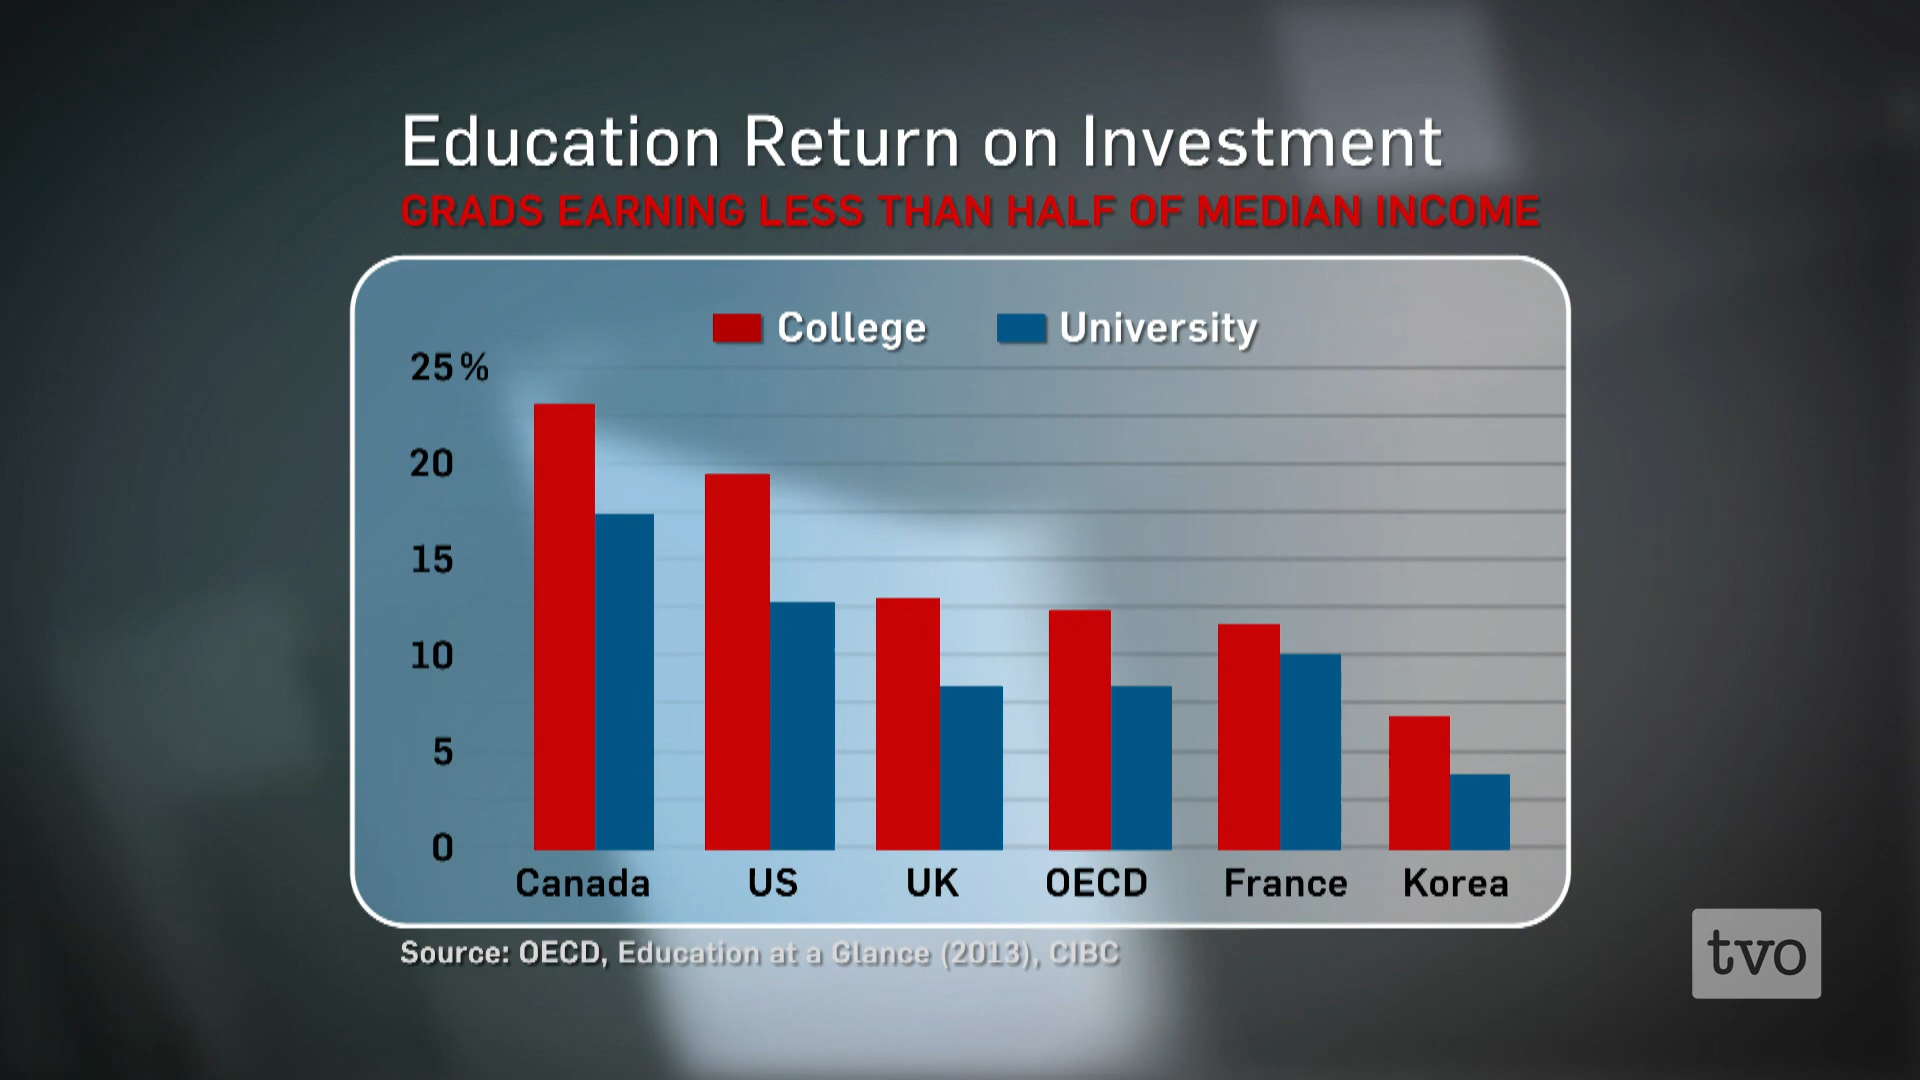 Education Return on Investment
GRADS EARNING LESS THAN HALF OF MEDIAN INCOME
College University
25%
20
15
10
5
0
Canada US UK OECD France Korea
Source: OECD, Education at a Glance (2013), CIBC
tvo